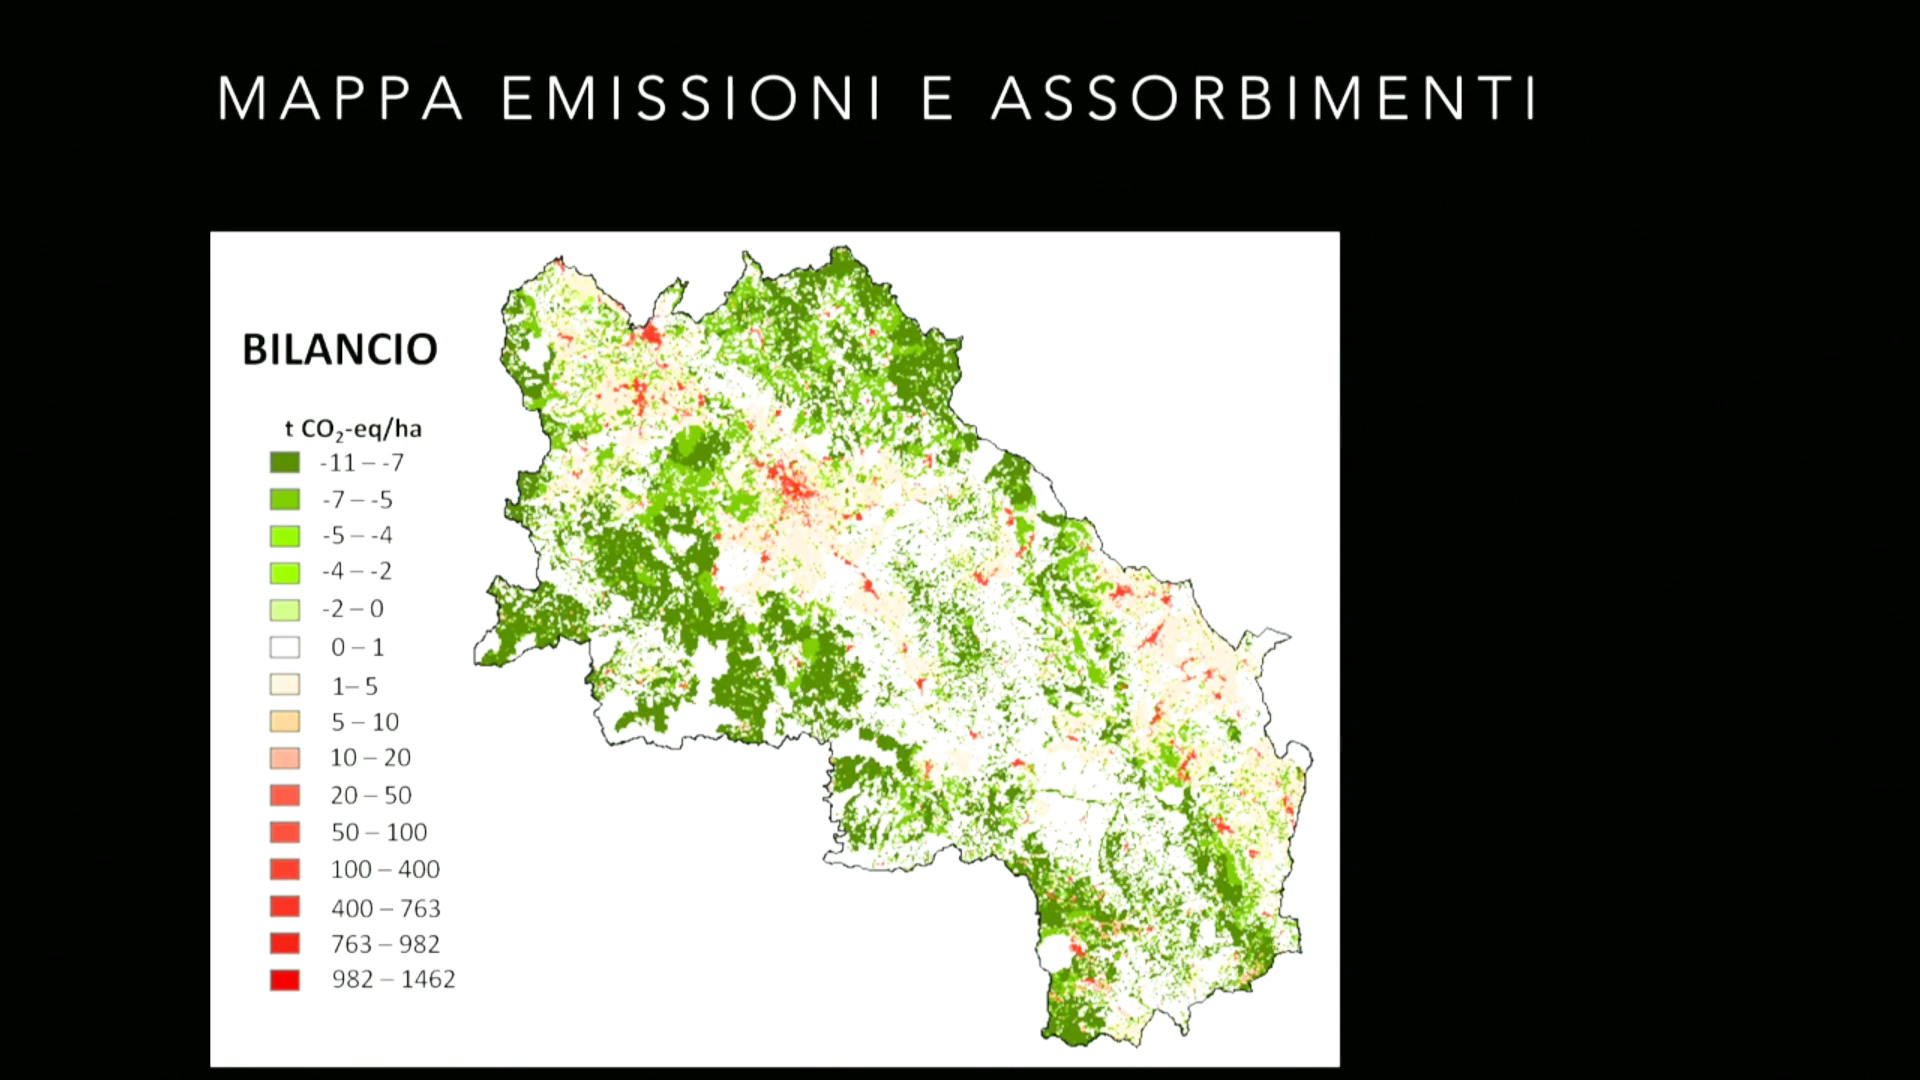 MAPPA EMISSIONI E ASSORBIMENTI
BILANCIO
t CO₂-eq/ha
-11 – -7
-7 – -5
-5 – -4
-4 – -2
-2 – 0
0 – 1
1– 5
5 – 10
10 – 20
20 – 50
50 – 100
100 – 400
400 – 763
763 – 982
982 – 1462